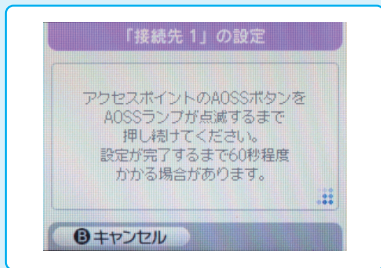 「接続先1」の設定
アクセスポイントのAOSSボタンを
AOSSランプが点滅するまで
押し続けてください。
設定が完了するまで60秒程度
かかる場合があります。
Bキャンセル